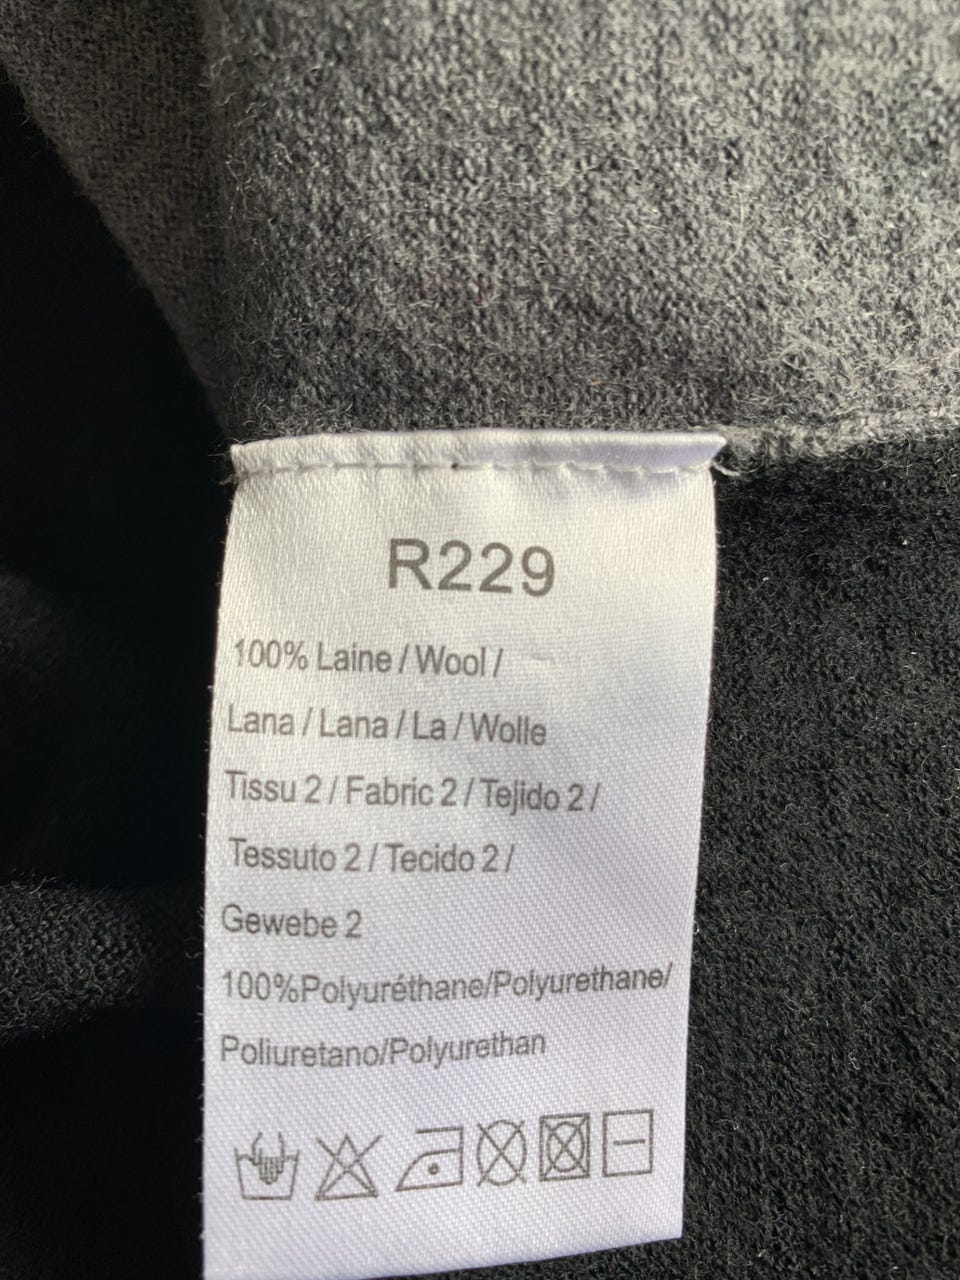 R229
100% Laine / Wool /
Lana / Lana / La / Wolle
Tissu 2 / Fabric 2 / Tejido 2 /
Tessuto 2 / Tecido 2 /
Gewebe 2
100%Polyuréthane/Polyurethane/
Poliuretano/Polyurethan